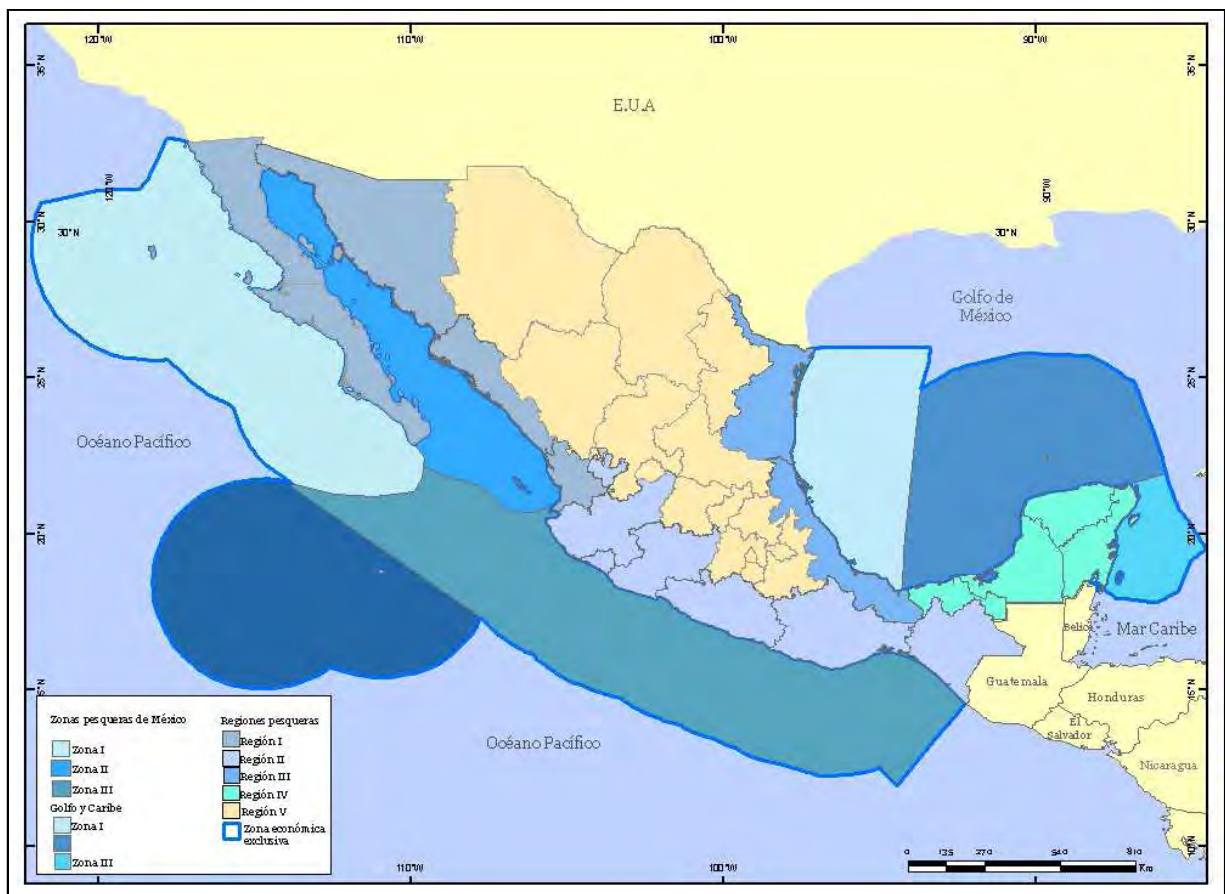 120°W
110°W
100°W
90°W
35°N
35°N
E.U.A
120°W
90°W
30°N
30°N
30°N
30°N
Golfo de
México
25°N
25°N
Océano Pacífico
20°N
20°N
Belice
Mar Caribe
Guatemala
15°N
15°N
Honduras
El
Salvador
Nicaragua
Océano Pacífico
Zonas pesqueras de México
Zona I
Zona II
Zona III
Golfo y Caribe
Zona I
Zona III
Regiones pesqueras
Región I
Región II
Región III
Región IV
Región V
Zona económica
exclusiva
10°N
0 135 270 540 810
Km
110°W
100°W